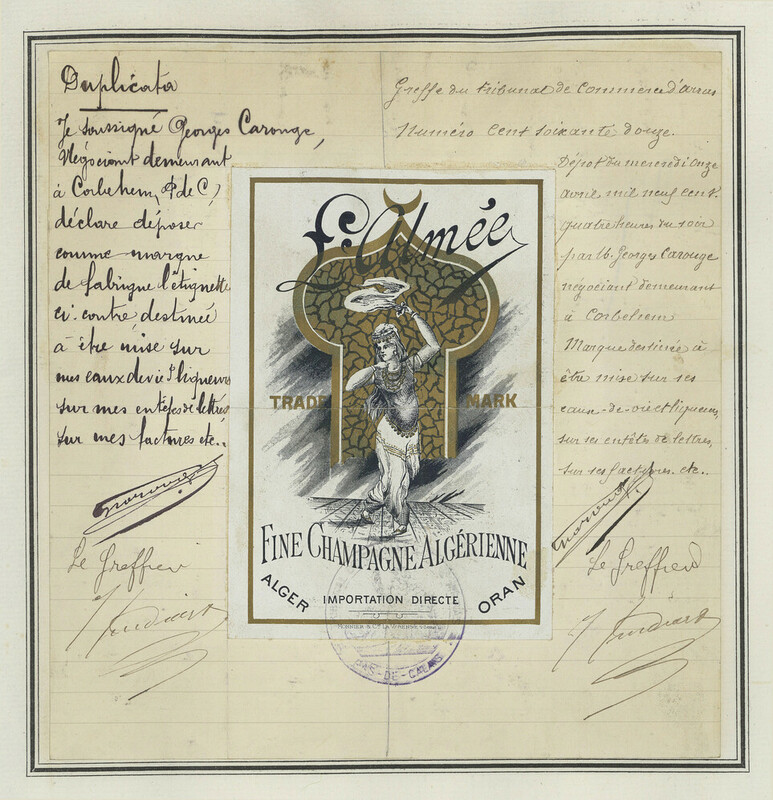 Duplicata
Je soussigné Georges Carouge,
Négociant demeurant
à Corbehem, P. de C,
déclare déposer
comme marque
de fabrique l'étiquette
ci-contre destinée
à être mise sur
mes eaux de vie & liqueurs
sur mes entêtes de lettres,
sur mes factures etc..
Le Greffier
L'Almée
TRADE MARK
FINE CHAMPAGNE ALGÉRIENNE
ALGER IMPORTATION DIRECTE ORAN
PAS-DE-CALAIS
Greffe du tribunal de Commerce d'Arras
Numéro cent soixante douze.
Dépôt du mercredi onze
avril mil neuf cent.
quatre heures du soir
par M. Georges Carouge
négociant demeurant
à Corbehem
Marque destinée à
être mise sur ses
eaux-de-vie et liqueurs,
sur ses entêtes de lettres,
sur ses factures. etc..
Le Greffier